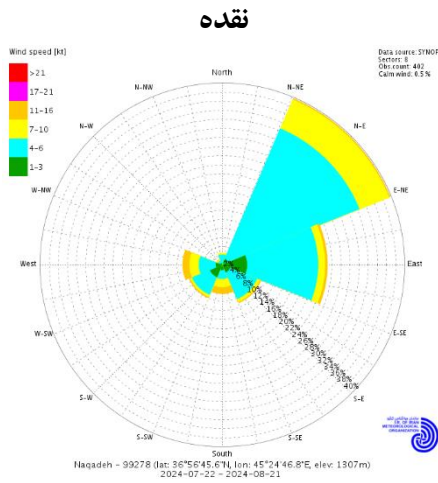 نقده
Wind speed [kt]
>21
17-21
11-16
7-10
4-6
1-3
Data source: SYNOP
Sectors: 8
Obs.count: 402
Calm wind: 0.5 %
North
N-NW
N-NE
N-W
N-E
W-NW
E-NE
West
East
W-SW
E-SE
S-W
S-E
S-SW
S-SE
South
2%
4%
6%
8%
10%
12%
14%
16%
18%
20%
22%
24%
26%
28%
30%
32%
34%
36%
38%
40%
I.R. OF IRAN
METEOROLOGICAL
ORGANIZATION
Naqadeh - 99278 (lat: 36°56'45.6"N, lon: 45°24'46.8"E, elev: 1307m)
2024-07-22 - 2024-08-21